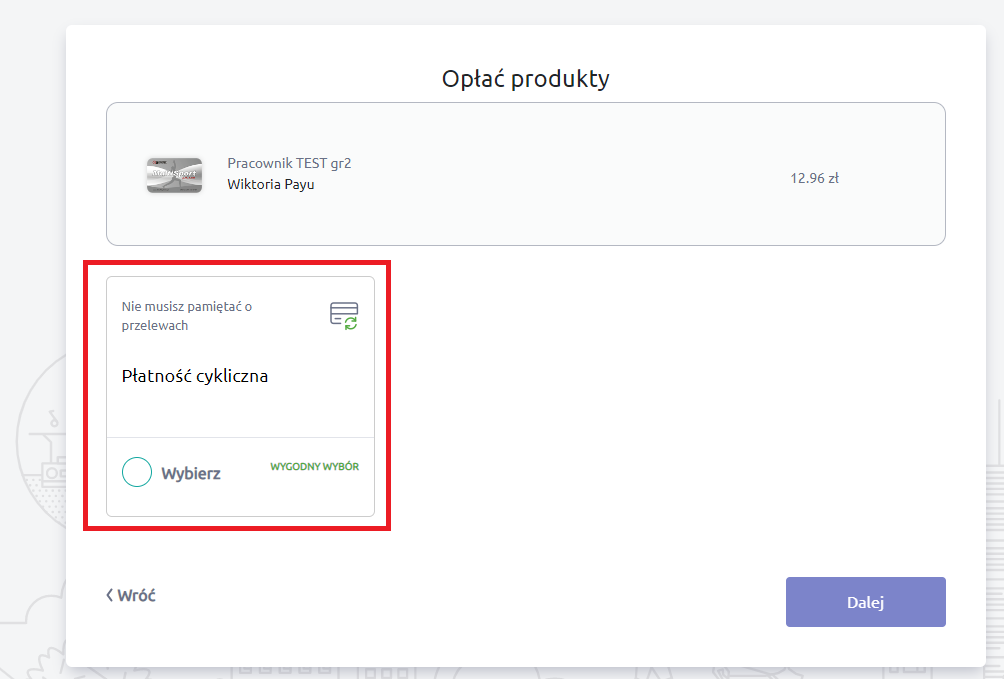 Opłać produkty
Pracownik TEST gr2
Wiktoria Payu
12.96 zł
Nie musisz pamiętać o
przelewach
Płatność cykliczna
Wybierz
WYGODNY WYBÓR
Wróć
Dalej